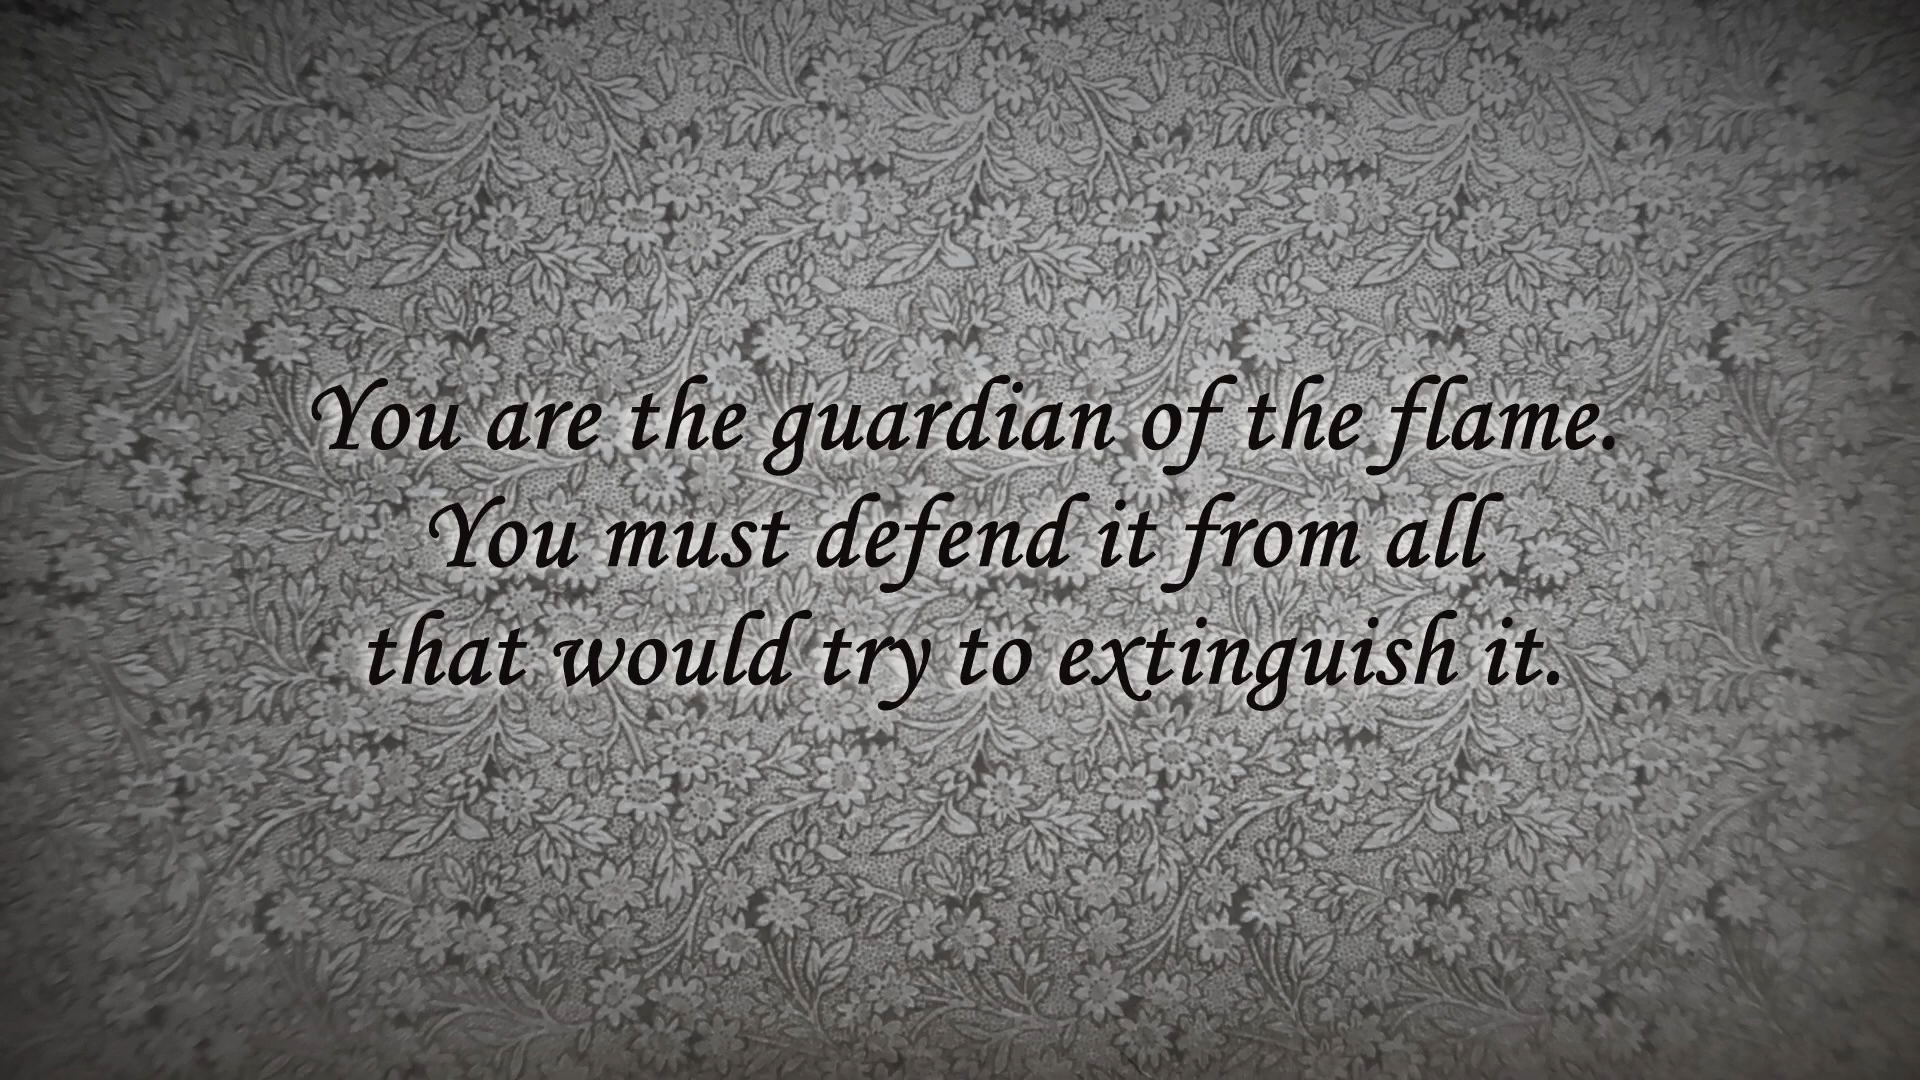 You are the guardian of the flame.
You must defend it from all
that would try to extinguish it.